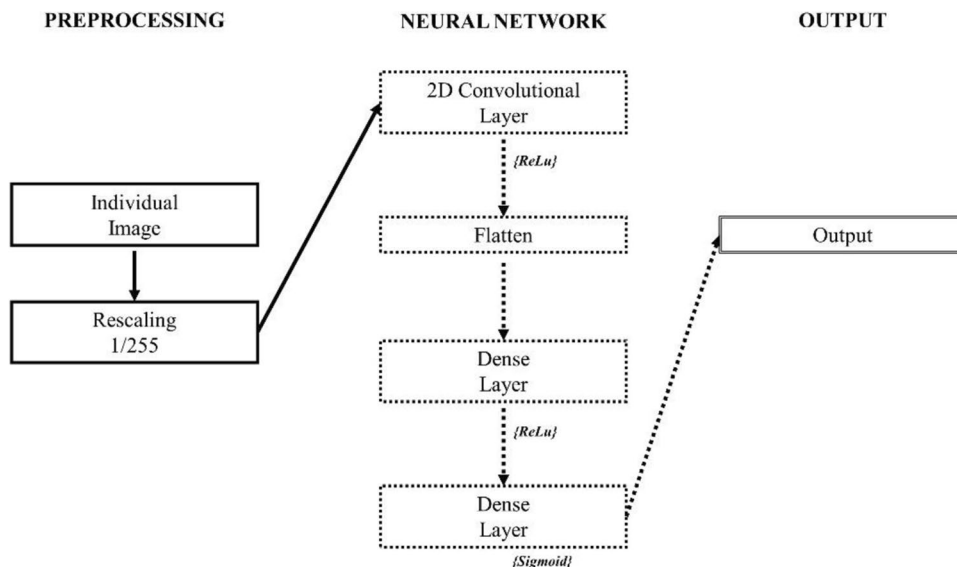 PREPROCESSING
NEURAL NETWORK
OUTPUT
Individual
Image
Rescaling
1/255
2D Convolutional
Layer
{ReLu}
Flatten
Dense
Layer
{ReLu}
Dense
Layer
{Sigmoid}
Output